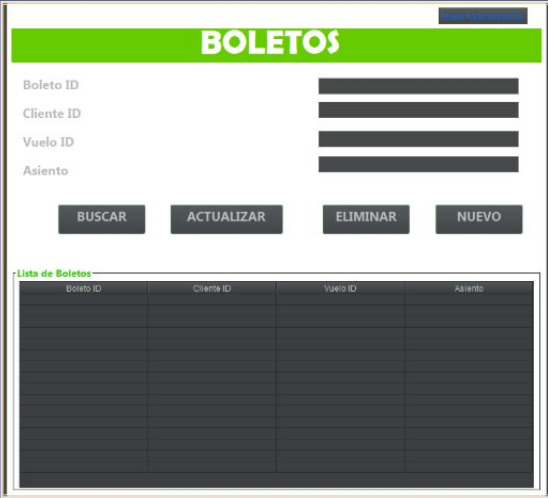 BOLETOS
Boleto ID
Cliente ID
Vuelo ID
Asiento
BUSCAR ACTUALIZAR ELIMINAR NUEVO
Lista de Boletos
Boleto ID Cliente ID Vuelo ID Asiento